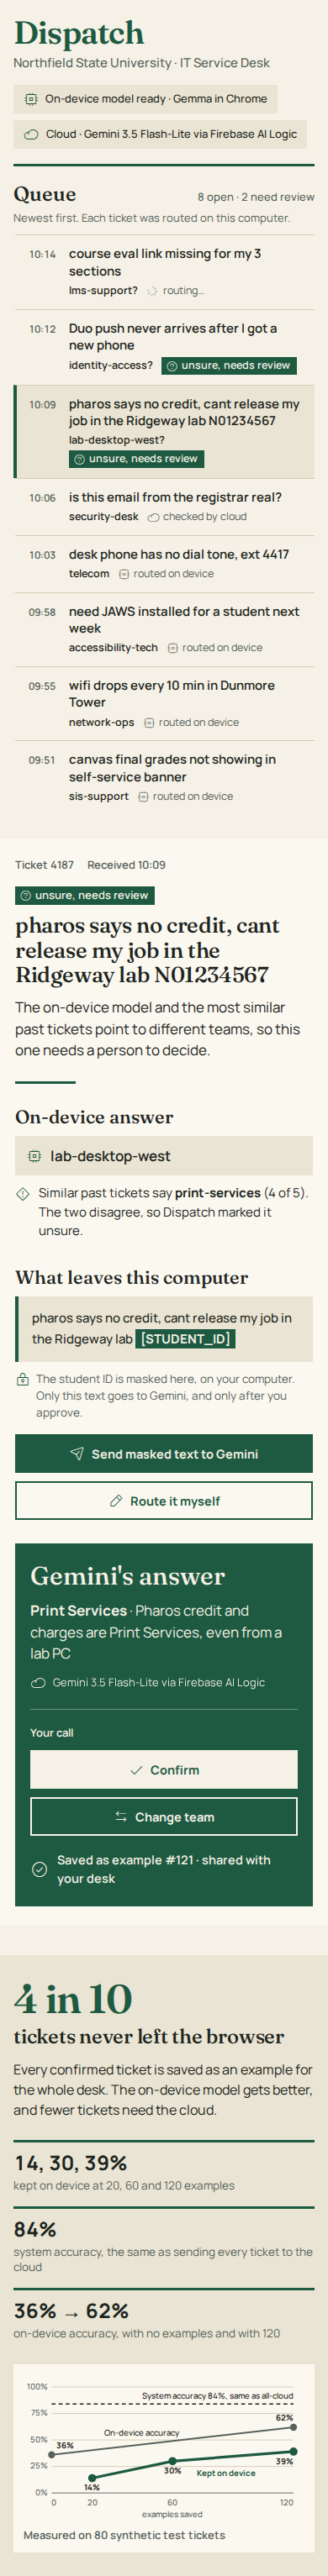 Dispatch
Northfield State University · IT Service Desk
On-device model ready · Gemma in Chrome
Cloud · Gemini 3.5 Flash-Lite via Firebase AI Logic
Queue
8 open · 2 need review
Newest first. Each ticket was routed on this computer.
10:14
course eval link missing for my 3
sections
lms-support? routing...
10:12
Duo push never arrives after I got a
new phone
identity-access? unsure, needs review
10:09
pharos says no credit, cant release my
job in the Ridgeway lab N01234567
lab-desktop-west?
unsure, needs review
10:06
is this email from the registrar real?
security-desk checked by cloud
10:03
desk phone has no dial tone, ext 4417
telecom routed on device
09:58
need JAWS installed for a student next
week
accessibility-tech routed on device
09:55
wifi drops every 10 min in Dunmore
Tower
network-ops routed on device
09:51
canvas final grades not showing in
self-service banner
sis-support routed on device
Ticket 4187 Received 10:09
unsure, needs review
pharos says no credit, cant
release my job in the
Ridgeway lab N01234567
The on-device model and the most similar
past tickets point to different teams, so this
one needs a person to decide.
On-device answer
lab-desktop-west
Similar past tickets say print-services (4 of 5).
The two disagree, so Dispatch marked it
unsure.
What leaves this computer
pharos says no credit, cant release my job in
the Ridgeway lab [STUDENT_ID]
The student ID is masked here, on your computer.
Only this text goes to Gemini, and only after you
approve.
Send masked text to Gemini
Route it myself
Gemini's answer
Print Services · Pharos credit and
charges are Print Services, even from a
lab PC
Gemini 3.5 Flash-Lite via Firebase AI Logic
Your call
Confirm
Change team
Saved as example #121 · shared with
your desk
4 in 10
tickets never left the browser
Every confirmed ticket is saved as an example for
the whole desk. The on-device model gets better,
and fewer tickets need the cloud.
14, 30, 39%
kept on device at 20, 60 and 120 examples
84%
system accuracy, the same as sending every ticket to the
cloud
36% → 62%
on-device accuracy, with no examples and with 120
100%
System accuracy 84%, same as all-cloud
75%
62%
On-device accuracy
50%
36%
25%
30%
Kept on device
39%
14%
0%
0 20 60 120
examples saved
Measured on 80 synthetic test tickets